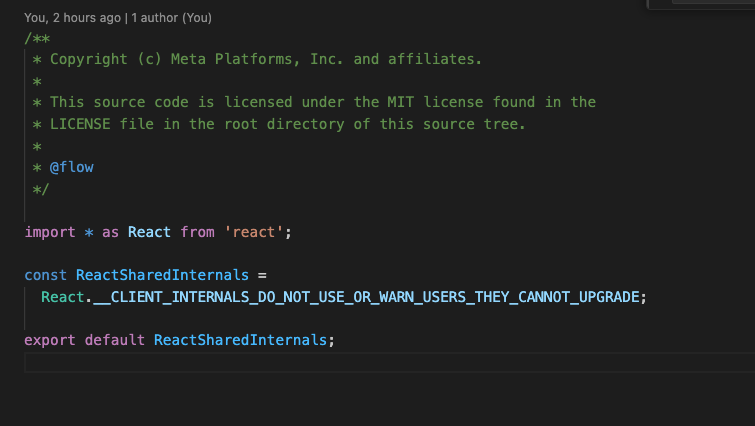 You, 2 hours ago | 1 author (You)
/**
 * Copyright (c) Meta Platforms, Inc. and affiliates.
 *
 * This source code is licensed under the MIT license found in the
 * LICENSE file in the root directory of this source tree.
 *
 * @flow
 */
import * as React from 'react';
const ReactSharedInternals =
  React.__CLIENT_INTERNALS_DO_NOT_USE_OR_WARN_USERS_THEY_CANNOT_UPGRADE;
export default ReactSharedInternals;